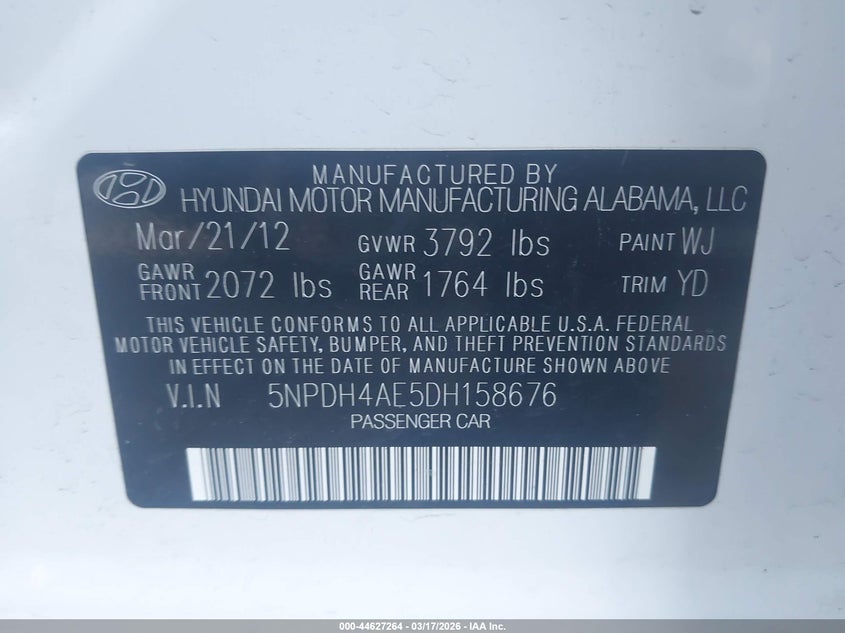 MANUFACTURED BY
HYUNDAI MOTOR MANUFACTURING ALABAMA, LLC
Mar/21/12 GVWR 3792 lbs PAINT WJ
GAWR FRONT 2072 lbs GAWR REAR 1764 lbs TRIM YD
THIS VEHICLE CONFORMS TO ALL APPLICABLE U.S.A. FEDERAL
MOTOR VEHICLE SAFETY, BUMPER, AND THEFT PREVENTION STANDARDS
IN EFFECT ON THE DATE OF MANUFACTURE SHOWN ABOVE
V.I.N 5NPDH4AE5DH158676
PASSENGER CAR
000-44627264 - 03/17/2026 - IAA Inc.